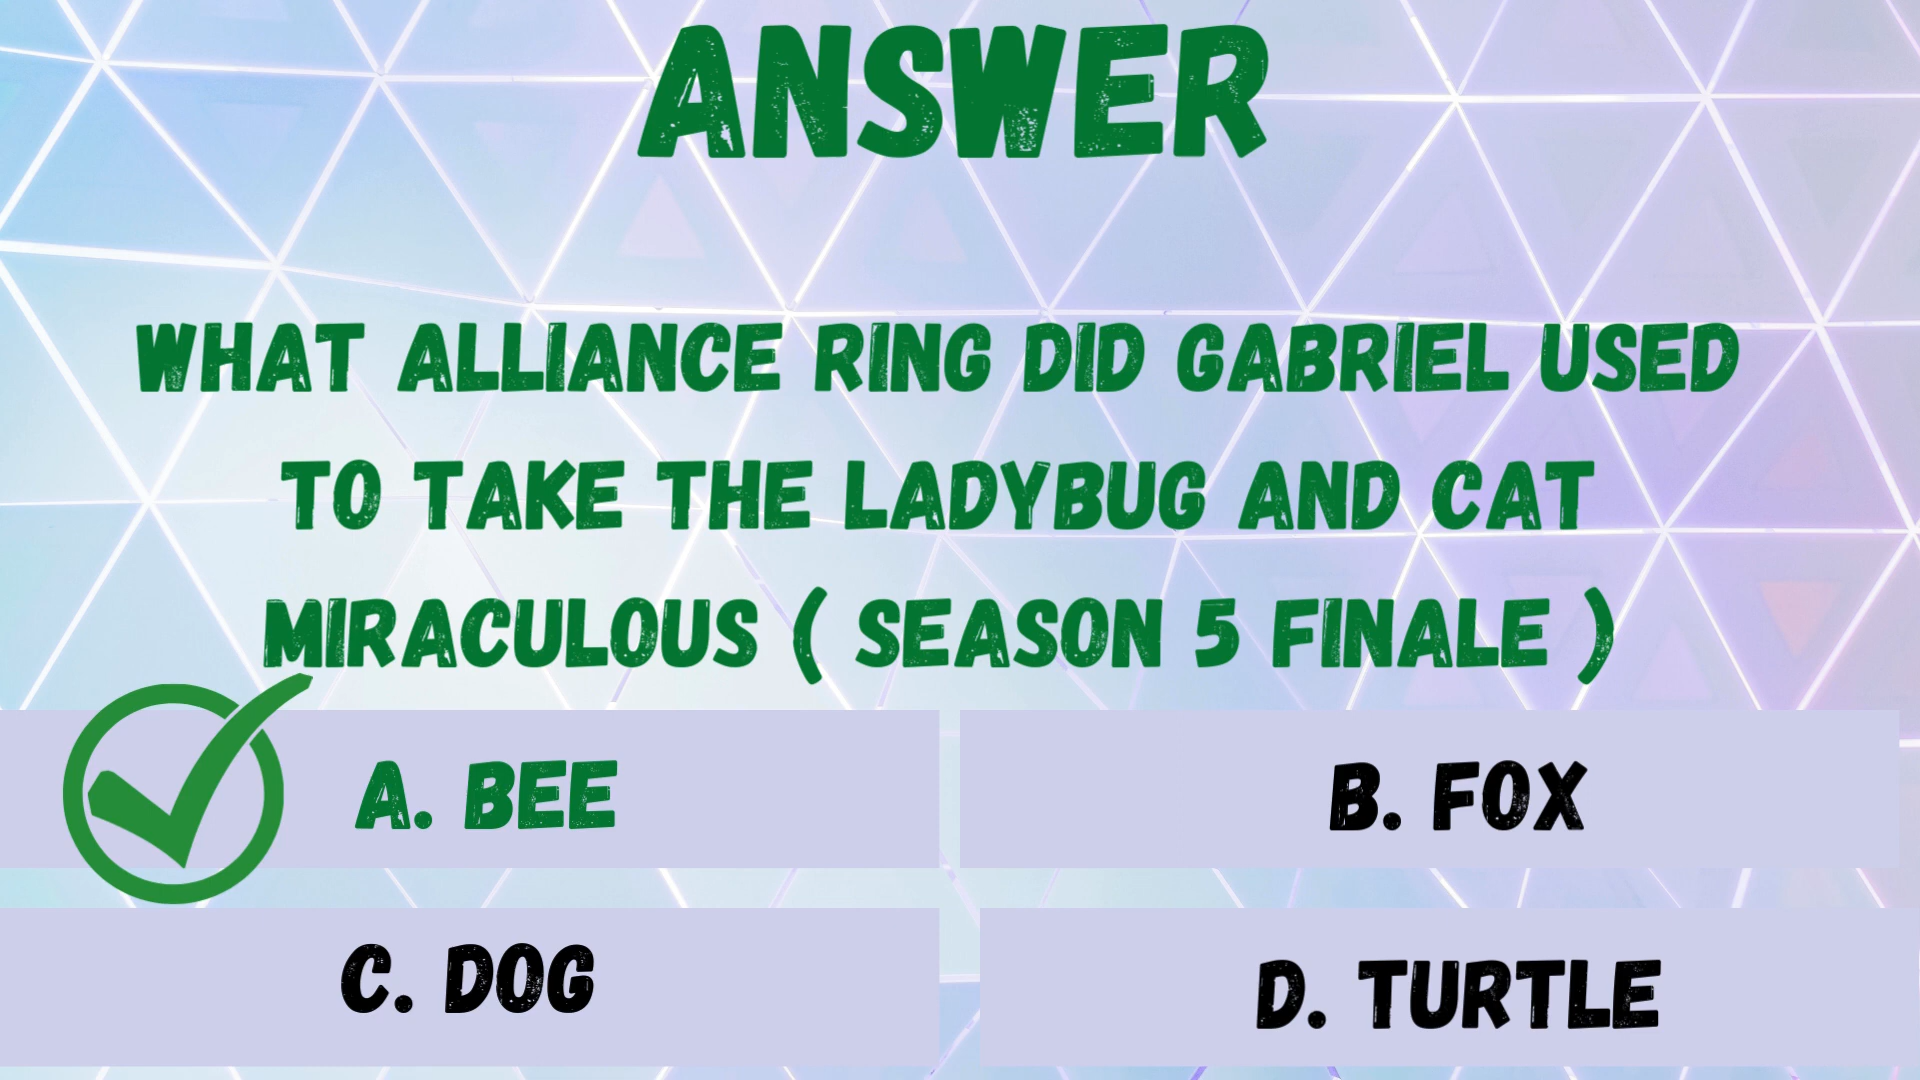 ANSWER
WHAT ALLIANCE RING DID GABRIEL USED
TO TAKE THE LADYBUG AND CAT
MIRACULOUS ( SEASON 5 FINALE )
A. BEE
B. FOX
C. DOG
D. TURTLE